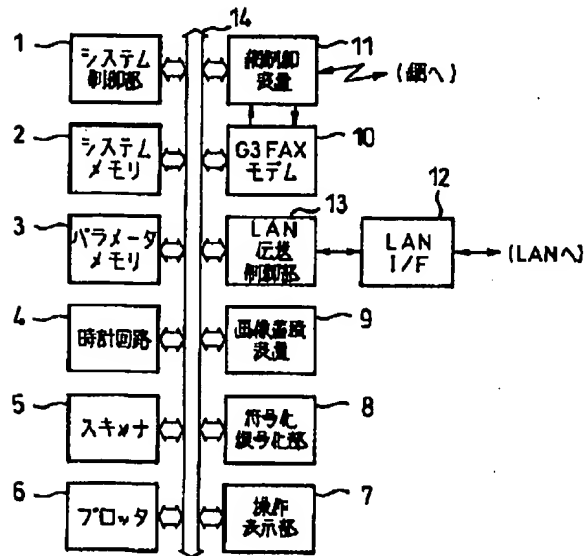 14
1
システム
制御部
11
網制御
装置
(網へ)
2
システム
メモリ
10
G3 FAX
モデム
3
パラメータ
メモリ
13
LAN
伝送
制御部
12
LAN
I/F
(LANへ)
4
時計回路
9
画像蓄積
装置
5
スキャナ
8
符号化
復号化部
6
プロッタ
7
操作
表示部